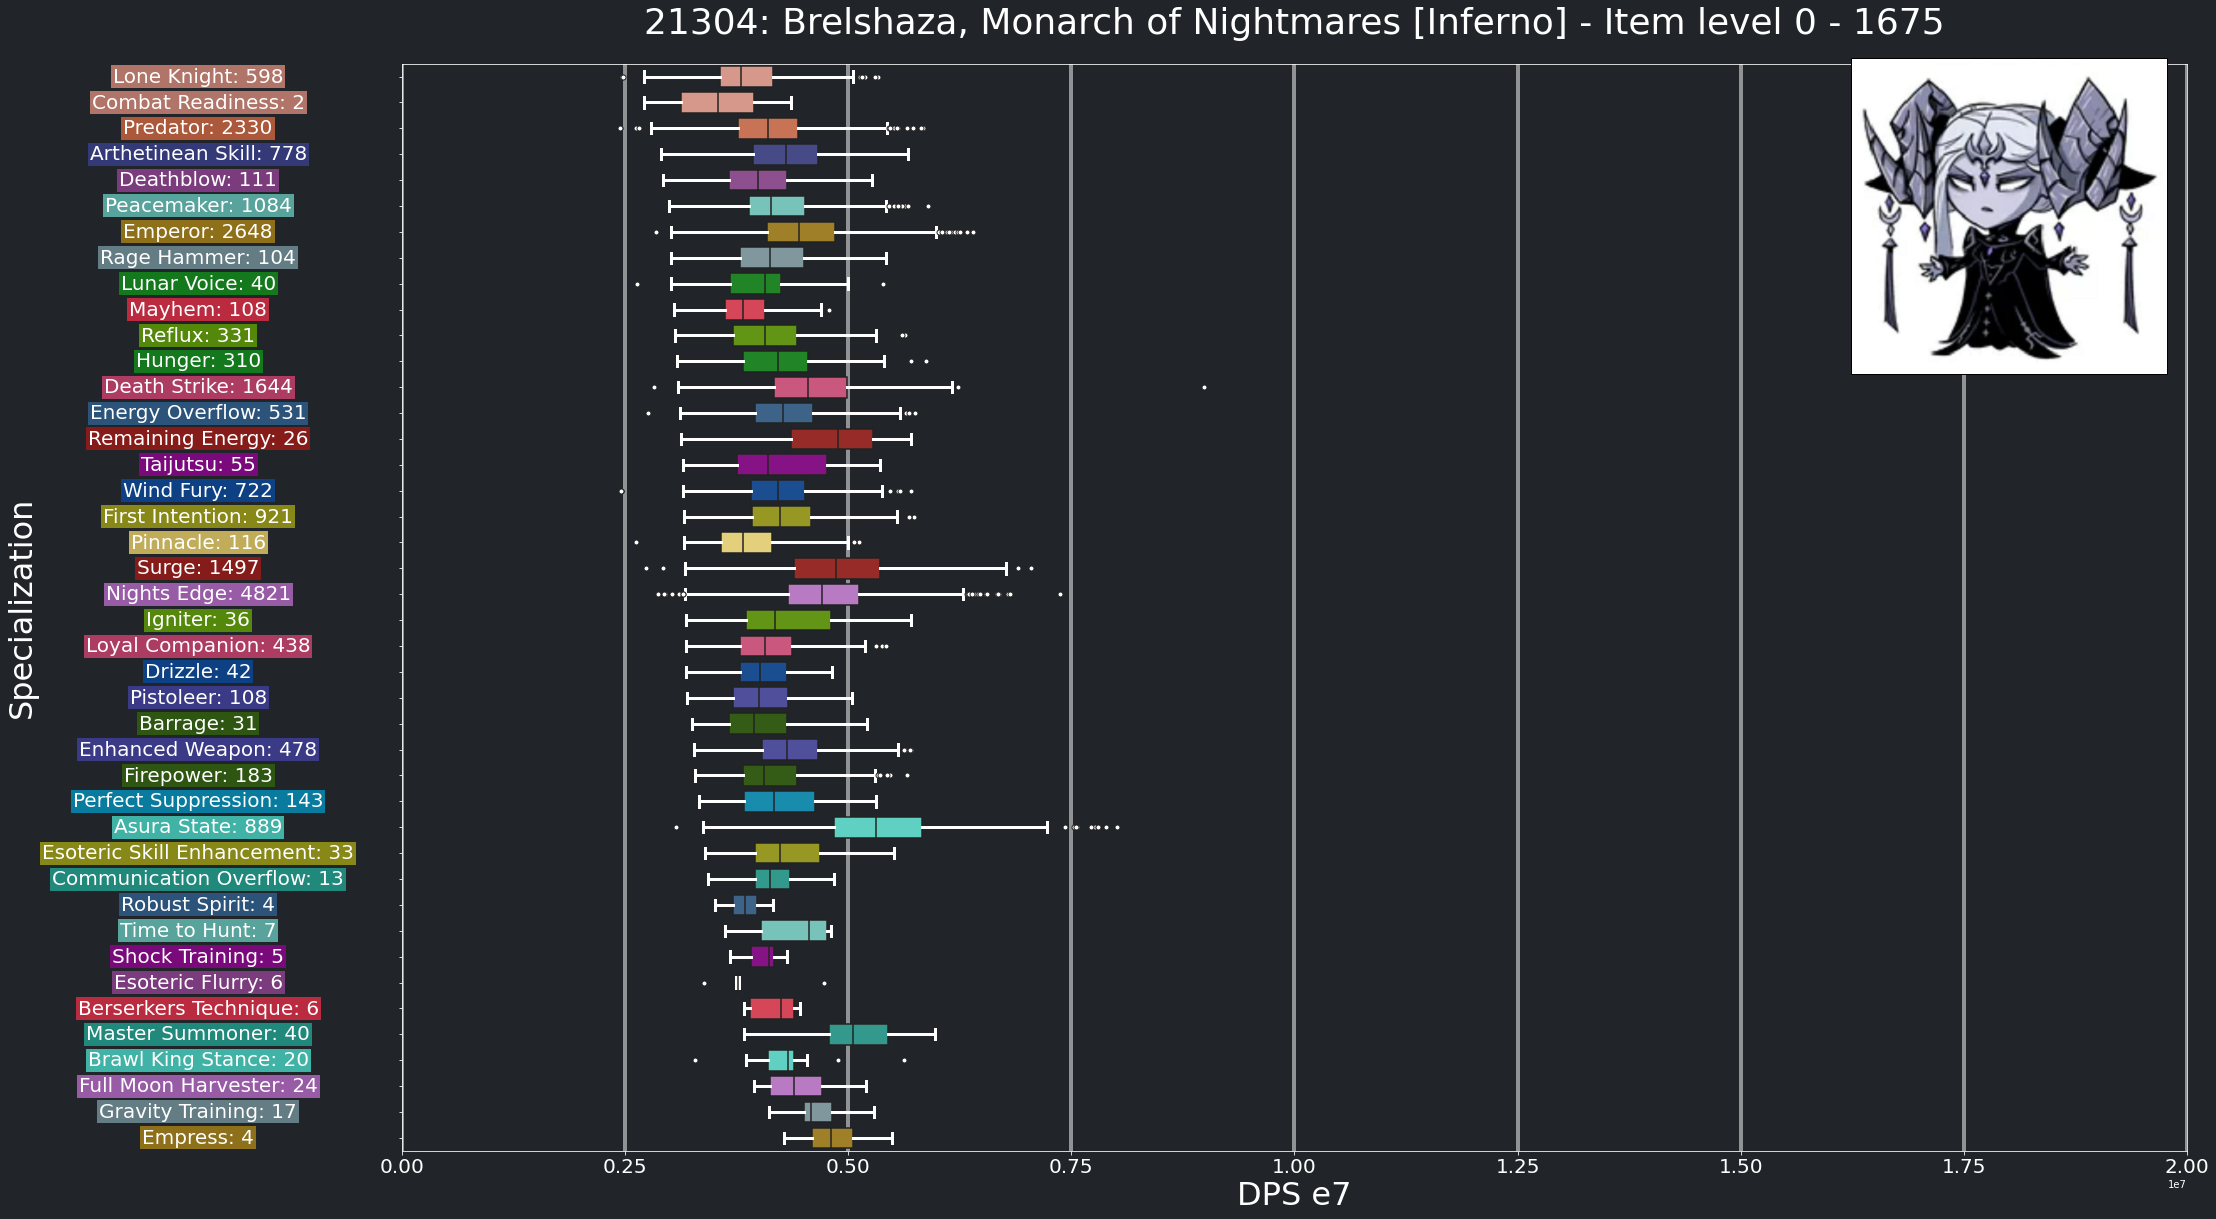 21304: Brelshaza, Monarch of Nightmares [Inferno] - Item level 0 - 1675
Specialization
Lone Knight: 598
Combat Readiness: 2
Predator: 2330
Arthetinean Skill: 778
Deathblow: 111
Peacemaker: 1084
Emperor: 2648
Rage Hammer: 104
Lunar Voice: 40
Mayhem: 108
Reflux: 331
Hunger: 310
Death Strike: 1644
Energy Overflow: 531
Remaining Energy: 26
Taijutsu: 55
Wind Fury: 722
First Intention: 921
Pinnacle: 116
Surge: 1497
Nights Edge: 4821
Igniter: 36
Loyal Companion: 438
Drizzle: 42
Pistoleer: 108
Barrage: 31
Enhanced Weapon: 478
Firepower: 183
Perfect Suppression: 143
Asura State: 889
Esoteric Skill Enhancement: 33
Communication Overflow: 13
Robust Spirit: 4
Time to Hunt: 7
Shock Training: 5
Esoteric Flurry: 6
Berserkers Technique: 6
Master Summoner: 40
Brawl King Stance: 20
Full Moon Harvester: 24
Gravity Training: 17
Empress: 4
0.00 0.25 0.50 0.75 1.00 1.25 1.50 1.75 2.00
1e7
DPS e7